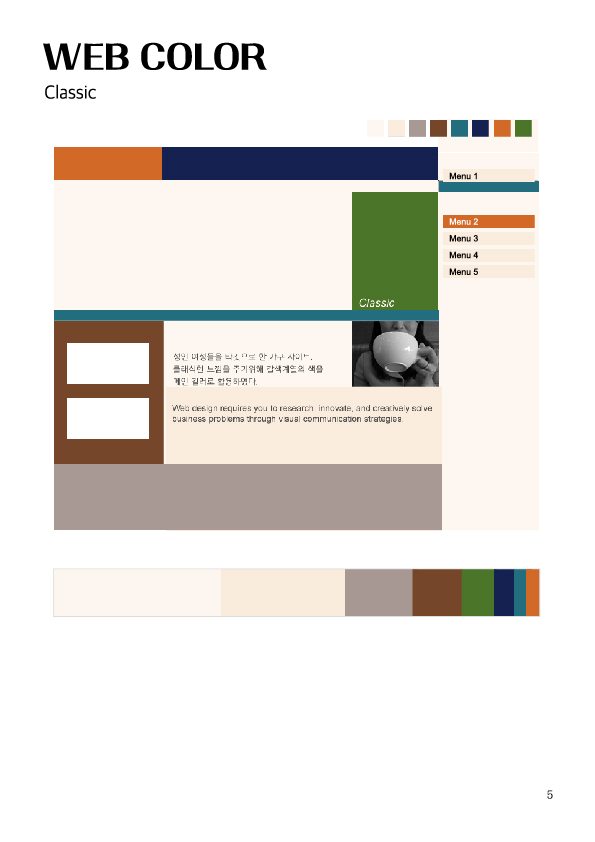 WEB COLOR
Classic
Menu 1
Menu 2
Menu 3
Menu 4
Menu 5
Classic
성인 여성들을 타깃으로 한 가구 사이트.
클래식한 느낌을 주기위해 갈색계열의 색을
메인 컬러로 활용하였다.
Web design requires you to research, innovate, and creatively solve
business problems through visual communication strategies.
5